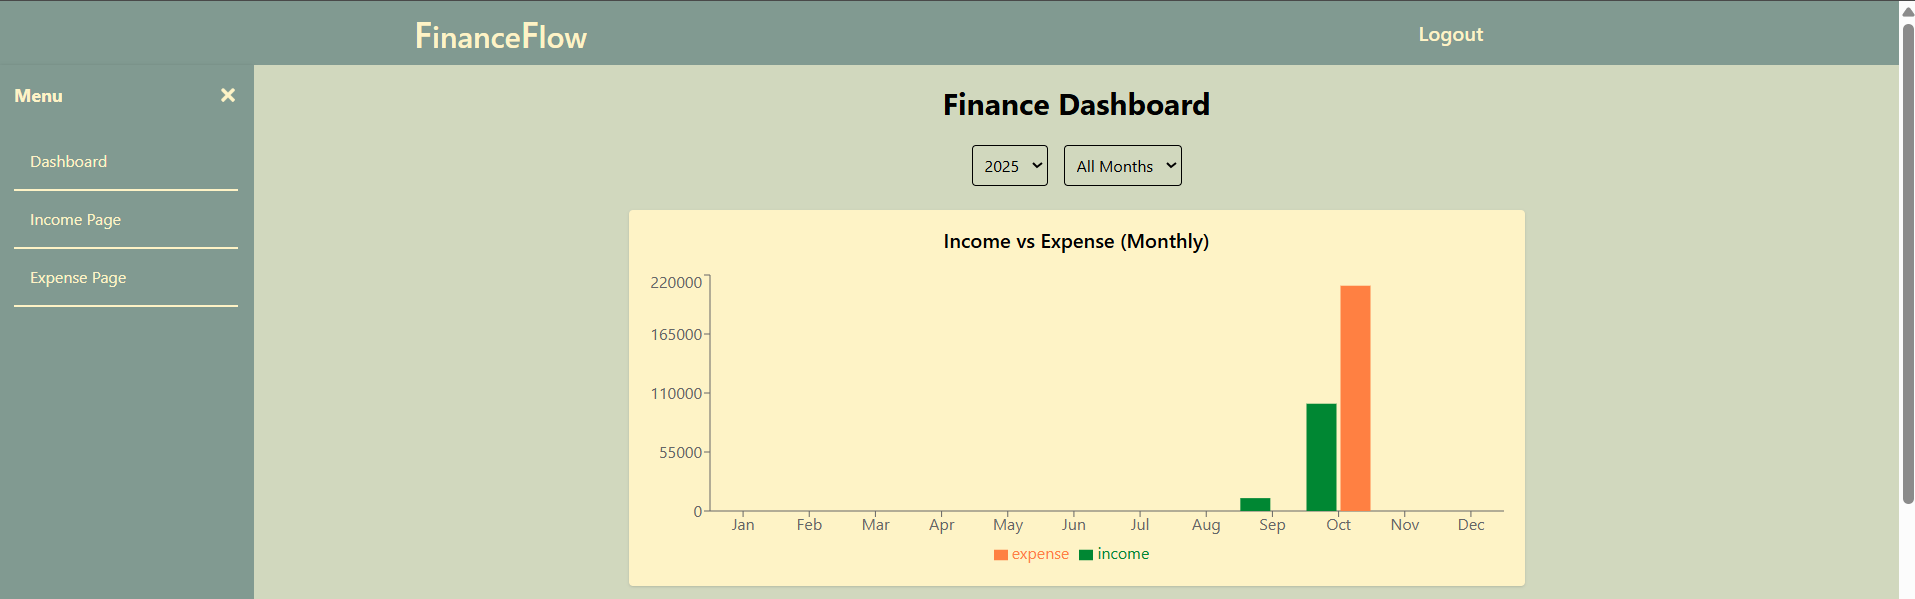 FinanceFlow
Logout
Menu
Dashboard
Income Page
Expense Page
Finance Dashboard
2025
All Months
Income vs Expense (Monthly)
220000
165000
110000
55000
0
Jan Feb Mar Apr May Jun Jul Aug Sep Oct Nov Dec
expense income